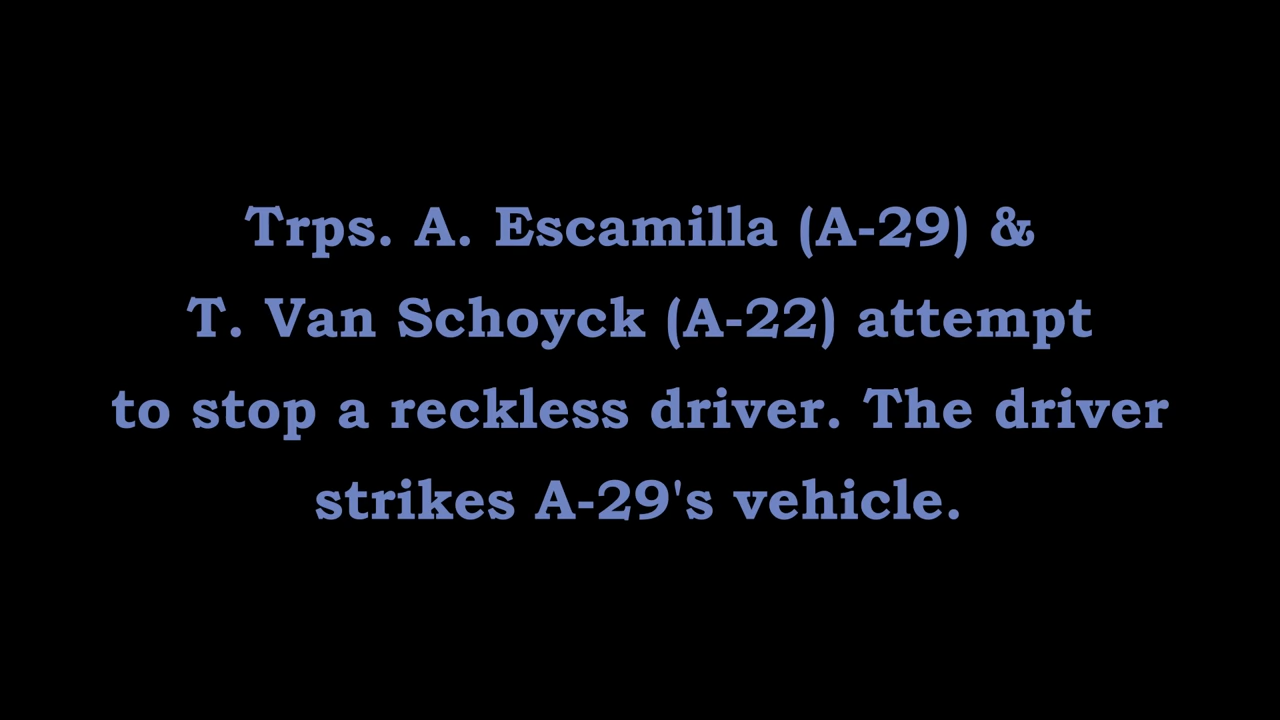 Trps. A. Escamilla (A-29) &
T. Van Schoyck (A-22) attempt
to stop a reckless driver. The driver
strikes A-29's vehicle.